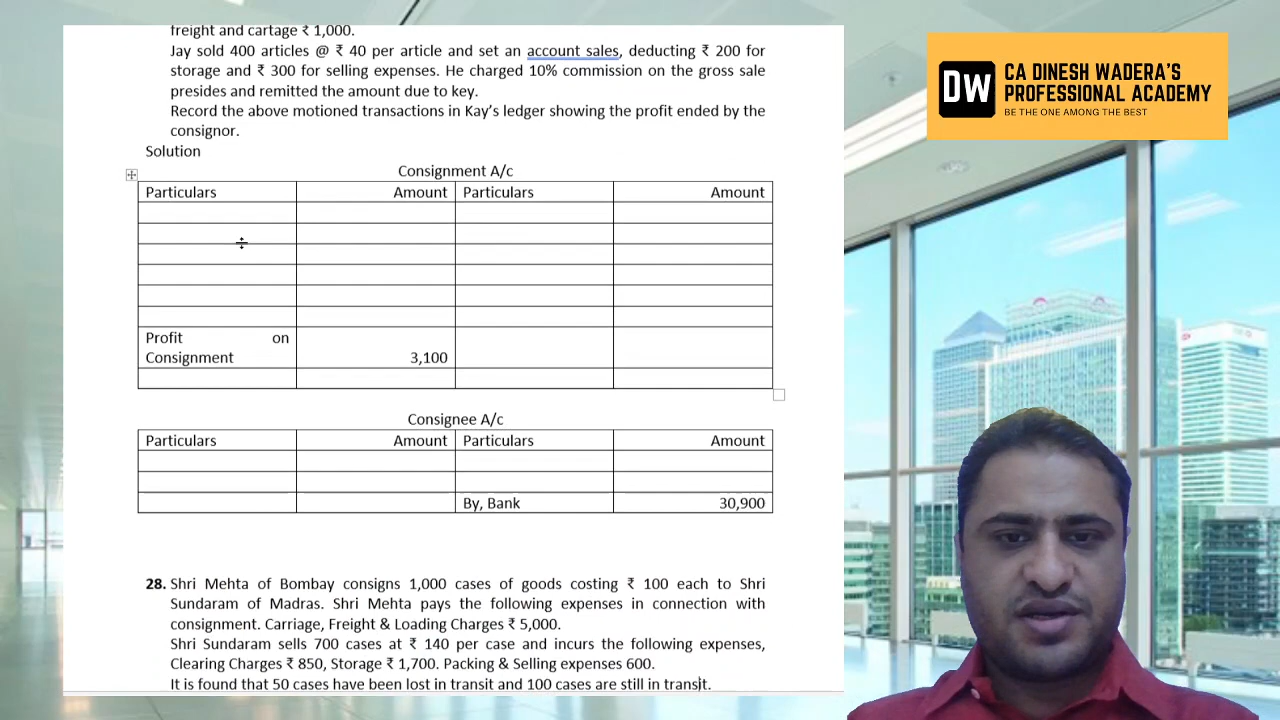 freight and cartage ₹ 1,000.
Jay sold 400 articles @ ₹ 40 per article and set an account sales, deducting ₹ 200 for
storage and ₹ 300 for selling expenses. He charged 10% commission on the gross sale
presides and remitted the amount due to key.
Record the above motioned transactions in Kay's ledger showing the profit ended by the
consignor.
Solution
Consignment A/c
Particulars Amount Particulars Amount
Profit on
Consignment 3,100
Consignee A/c
Particulars Amount Particulars Amount
By, Bank 30,900
28. Shri Mehta of Bombay consigns 1,000 cases of goods costing ₹ 100 each to Shri
Sundaram of Madras. Shri Mehta pays the following expenses in connection with
consignment. Carriage, Freight & Loading Charges ₹ 5,000.
Shri Sundaram sells 700 cases at ₹ 140 per case and incurs the following expenses,
Clearing Charges ₹ 850, Storage ₹ 1,700. Packing & Selling expenses 600.
It is found that 50 cases have been lost in transit and 100 cases are still in transit.
DW
CA DINESH WADERA'S
PROFESSIONAL ACADEMY
BE THE ONE AMONG THE BEST